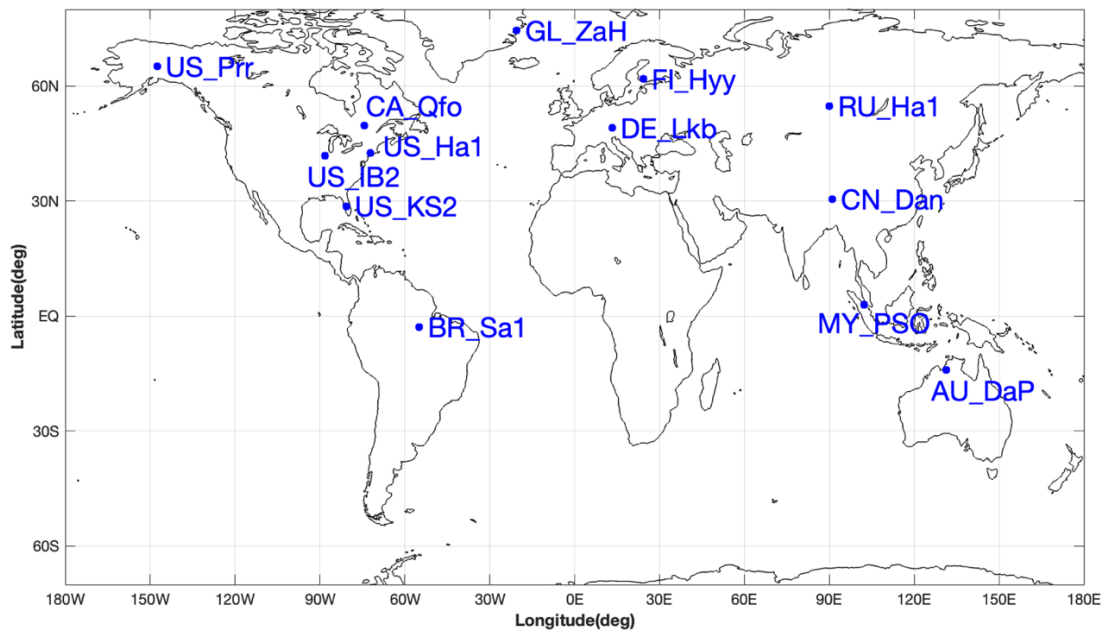 GL_ZaH
US_Prr
FI_Hyy
CA_Qfo
RU_Ha1
DE_Lkb
US_Ha1
US_IB2
CN_Dan
US_KS2
MY_PSO
BR_Sa1
AU_DaP
60N
30N
EQ
30S
60S
Latitude(deg)
180W 150W 120W 90W 60W 30W 0E 30E 60E 90E 120E 150E 180E
Longitude(deg)